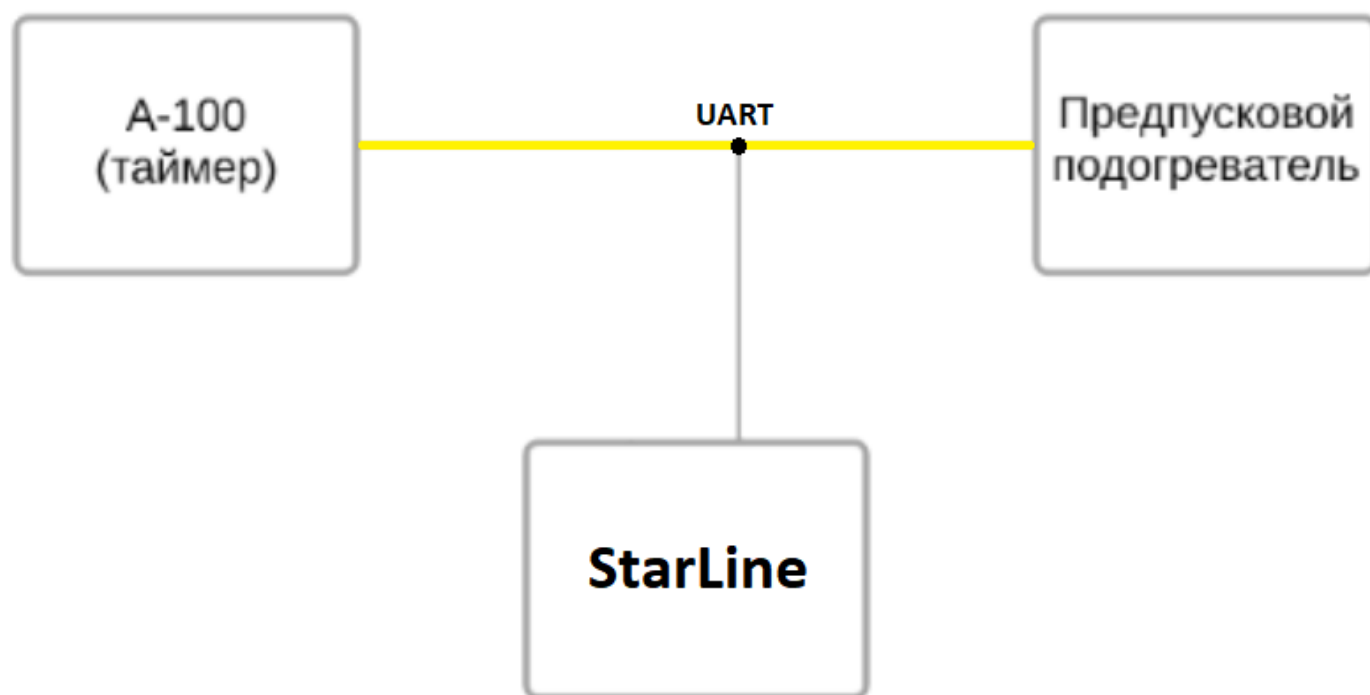 А-100
(таймер)
UART
Предпусковой
подогреватель
StarLine